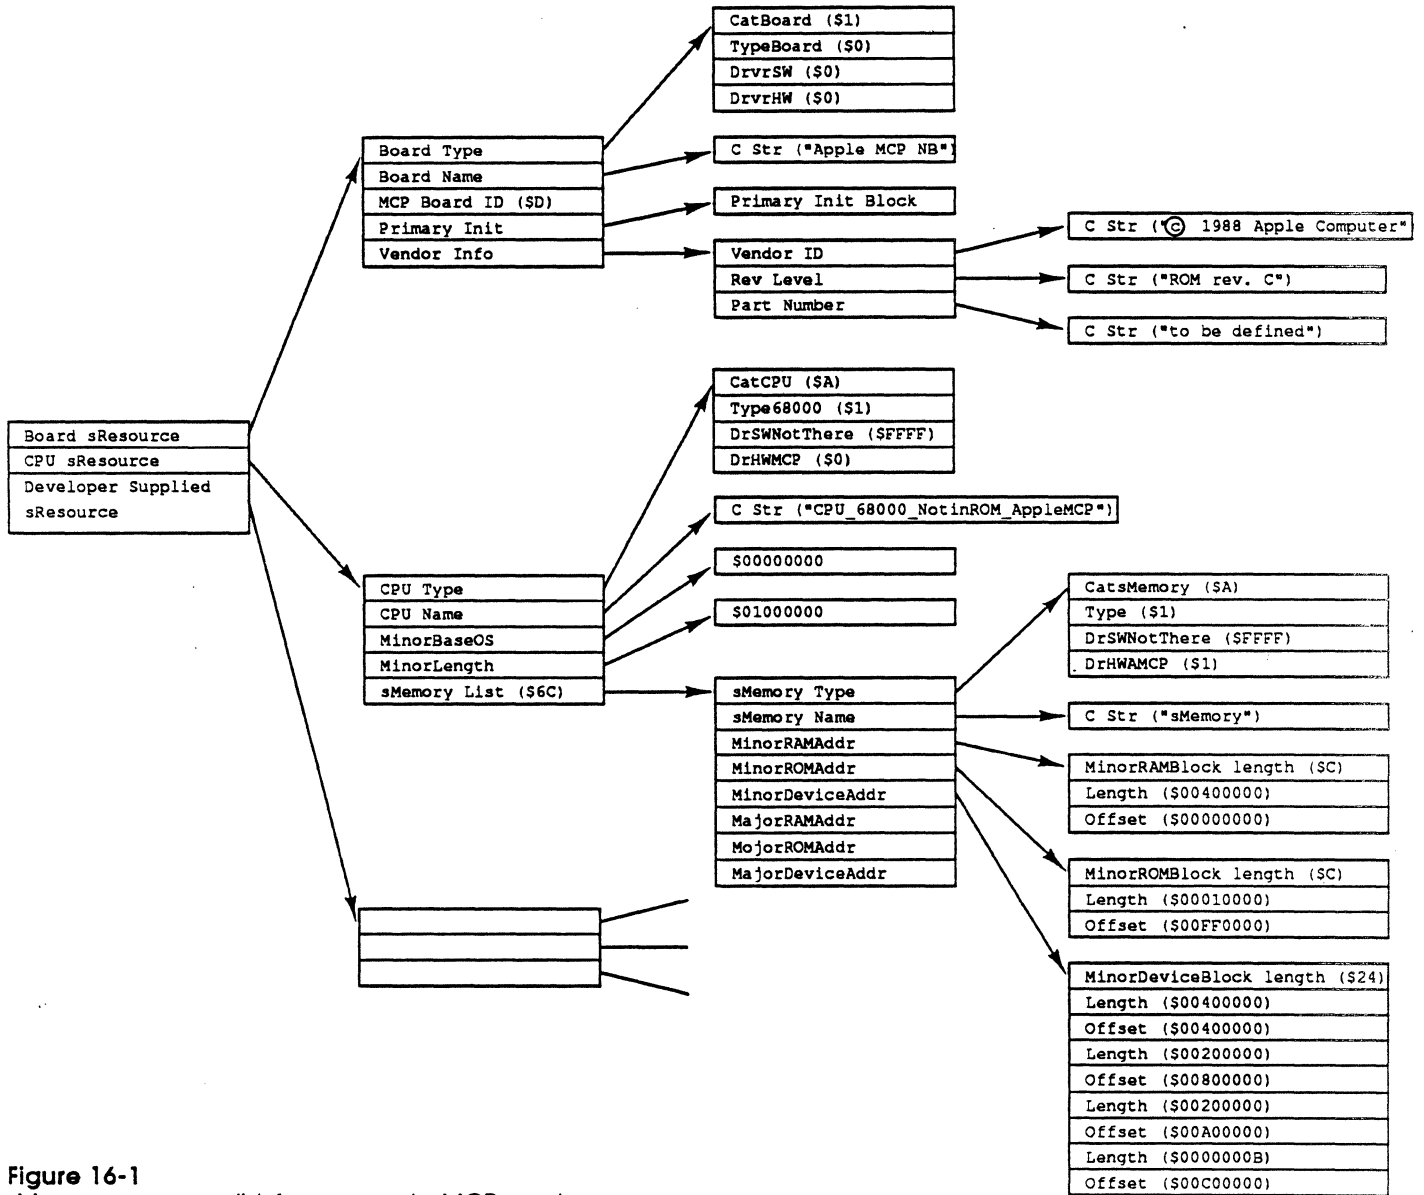 CatBoard ($1)
TypeBoard ($0)
DrvrSW ($0)
DrvrHW ($0)
Board Type
Board Name
MCP Board ID ($D)
Primary Init
Vendor Info
C Str ("Apple MCP NB")
Primary Init Block
Vendor ID
Rev Level
Part Number
C Str ("© 1988 Apple Computer"
C Str ("ROM rev. C")
C Str ("to be defined")
Board sResource
CPU sResource
Developer Supplied
sResource
CatCPU ($A)
Type68000 ($1)
DrSWNotThere ($FFFF)
DrHWMCP ($0)
C Str ("CPU_68000_NotinROM_AppleMCP")
$00000000
$01000000
CPU Type
CPU Name
MinorBaseOS
MinorLength
sMemory List ($6C)
sMemory Type
sMemory Name
MinorRAMAddr
MinorROMAddr
MinorDeviceAddr
MajorRAMAddr
MojorROMAddr
MajorDeviceAddr
CatsMemory ($A)
Type ($1)
DrSWNotThere ($FFFF)
DrHWAMCP ($1)
C Str ("sMemory")
MinorRAMBlock length ($C)
Length ($00400000)
Offset ($00000000)
MinorROMBlock length ($C)
Length ($00010000)
Offset ($00FF0000)
MinorDeviceBlock length ($24)
Length ($00400000)
Offset ($00400000)
Length ($00200000)
Offset ($00800000)
Length ($00200000)
Offset ($00A00000)
Length ($0000000B)
Offset ($00C00000)
Figure 16-1